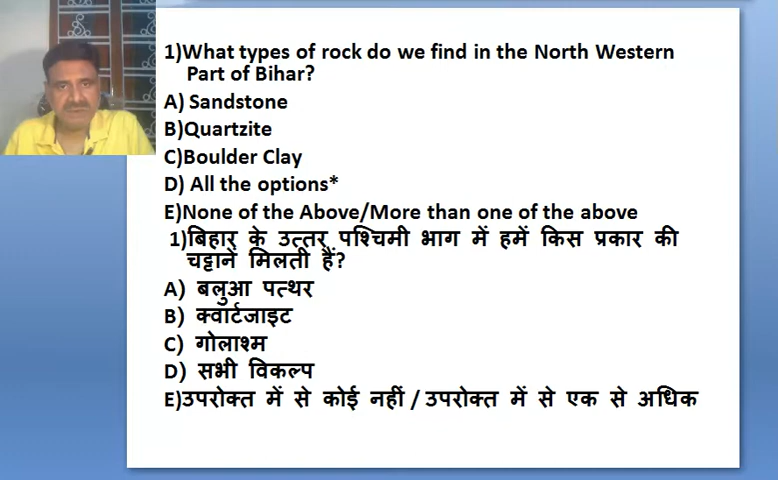 1)What types of rock do we find in the North Western
Part of Bihar?
A) Sandstone
B)Quartzite
C)Boulder Clay
D) All the options*
E)None of the Above/More than one of the above
1)बिहार के उत्तर पश्चिमी भाग में हमें किस प्रकार की
चट्टानें मिलती हैं?
A) बलुआ पत्थर
B) क्वार्टजाइट
C) गोलाश्म
D) सभी विकल्प
E)उपरोक्त में से कोई नहीं / उपरोक्त में से एक से अधिक